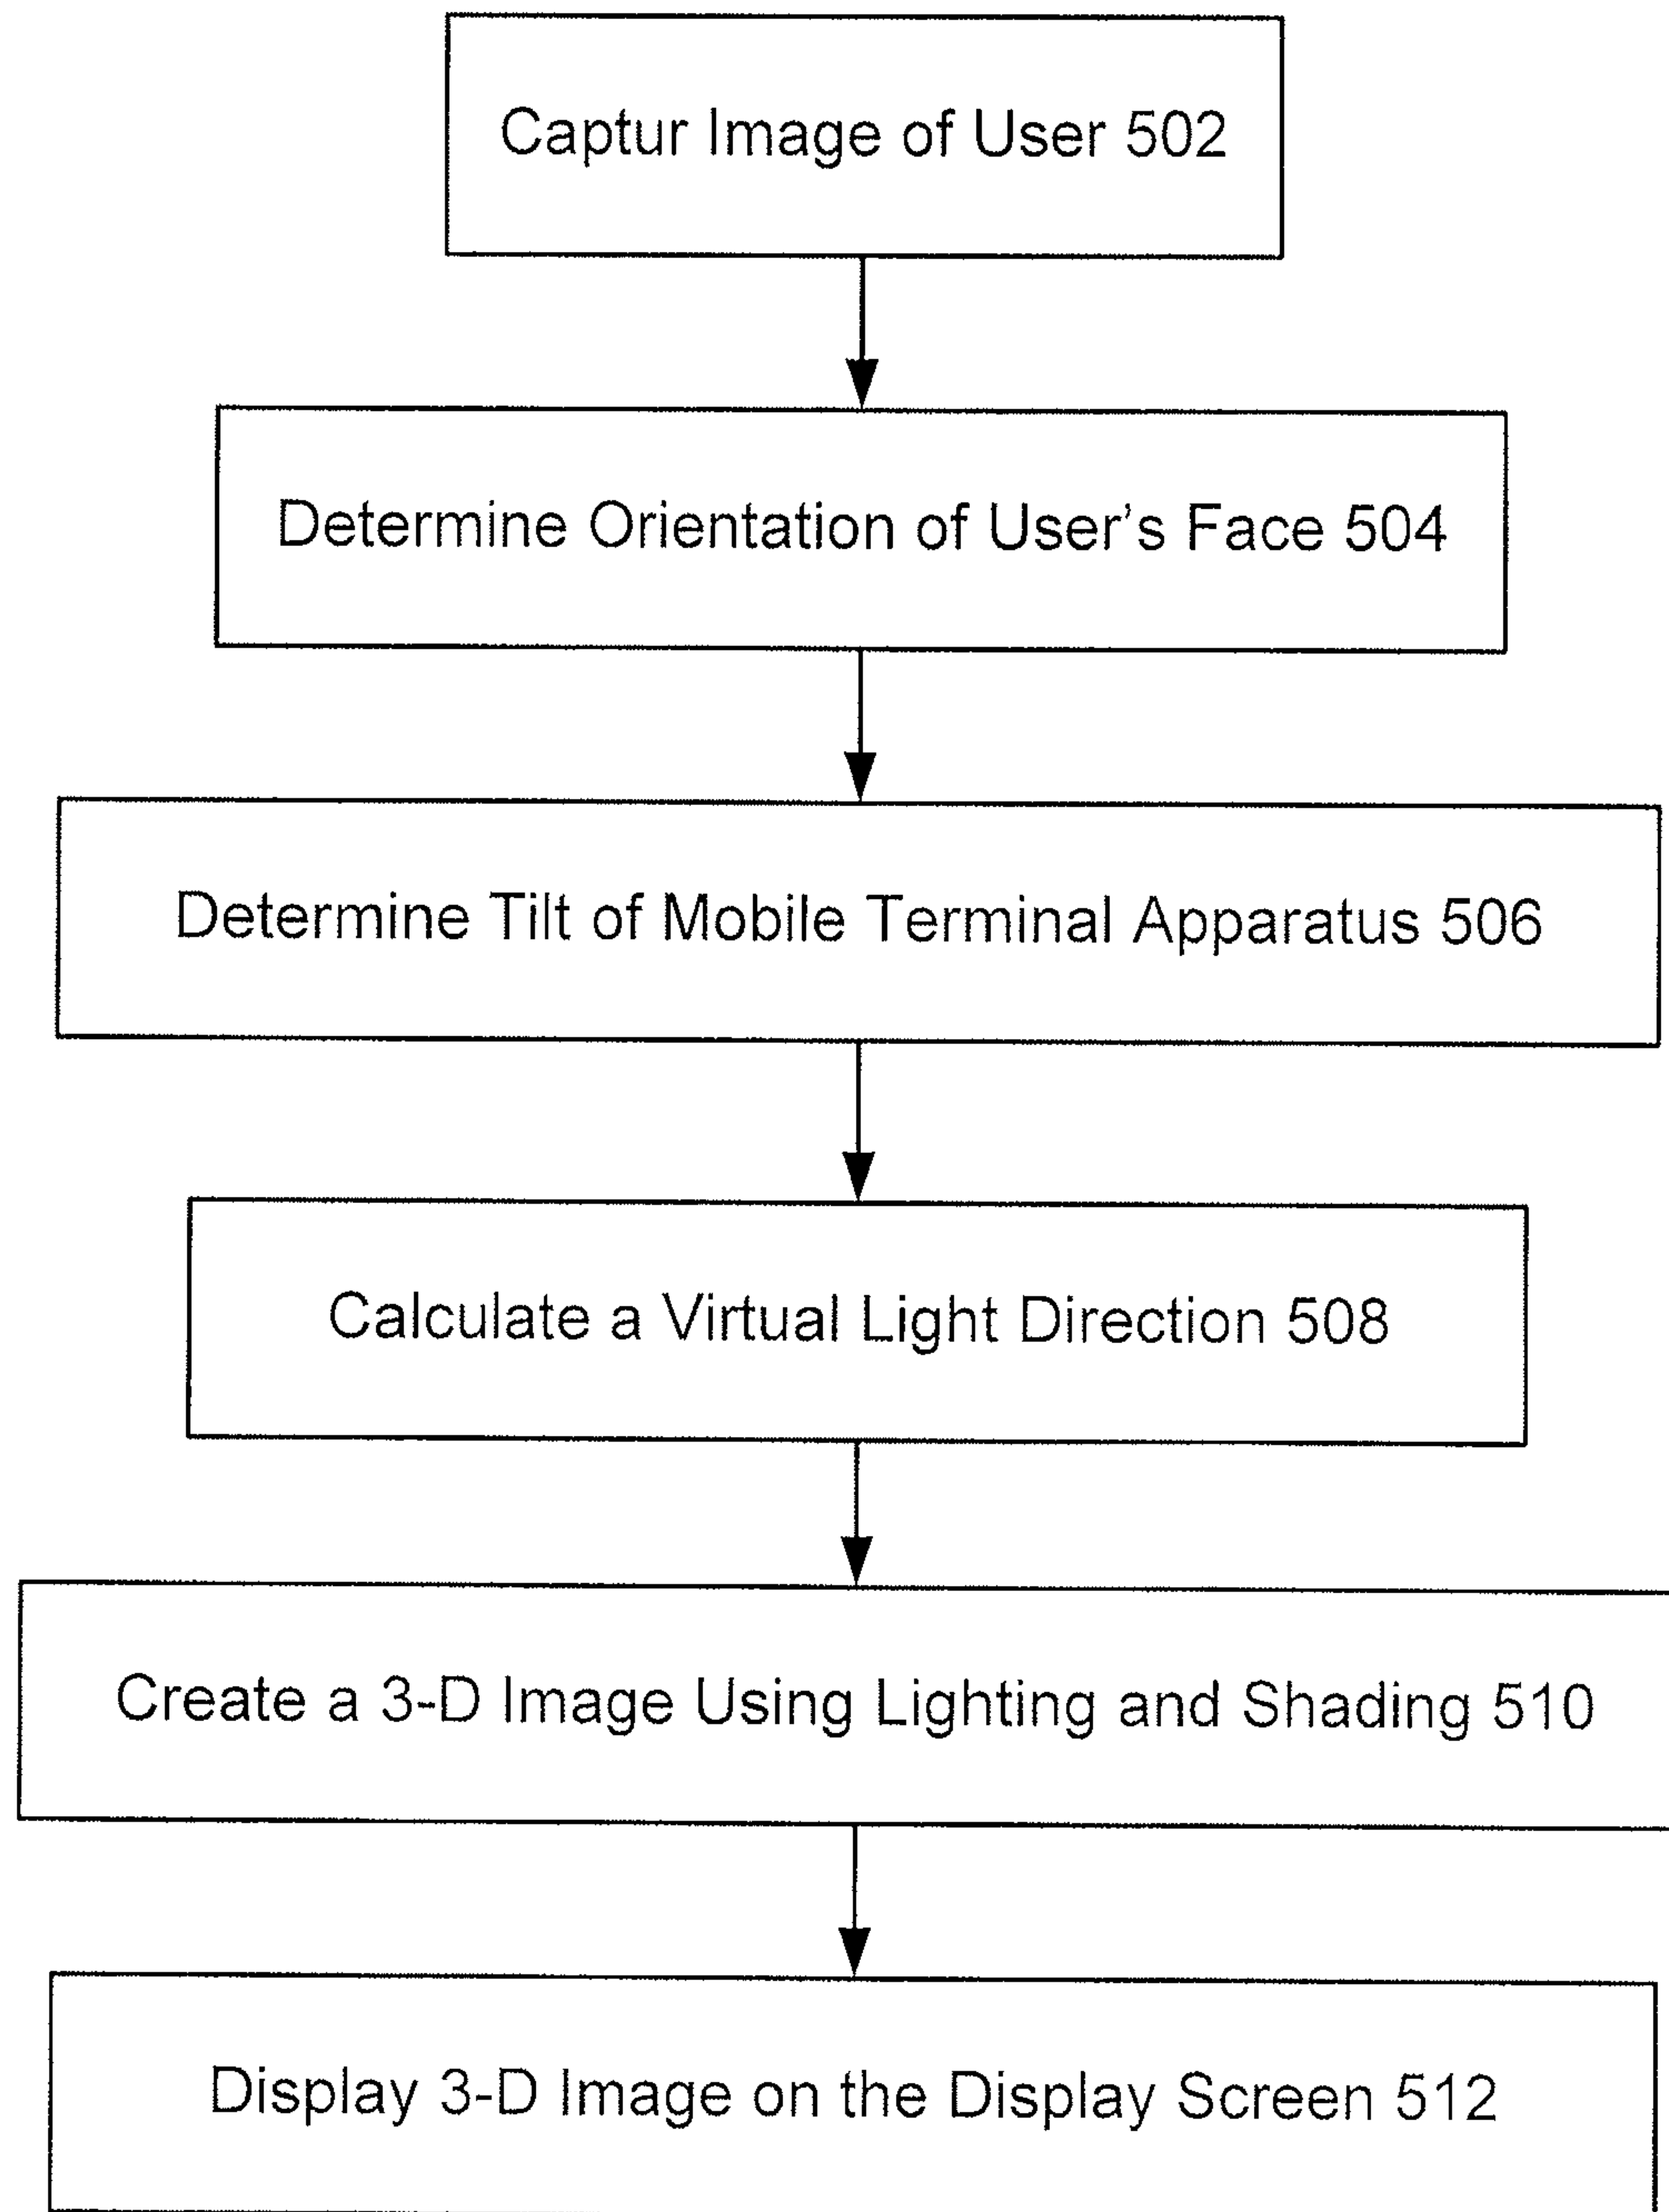 Captur Image of User 502
Determine Orientation of User's Face 504
Determine Tilt of Mobile Terminal Apparatus 506
Calculate a Virtual Light Direction 508
Create a 3-D Image Using Lighting and Shading 510
Display 3-D Image on the Display Screen 512